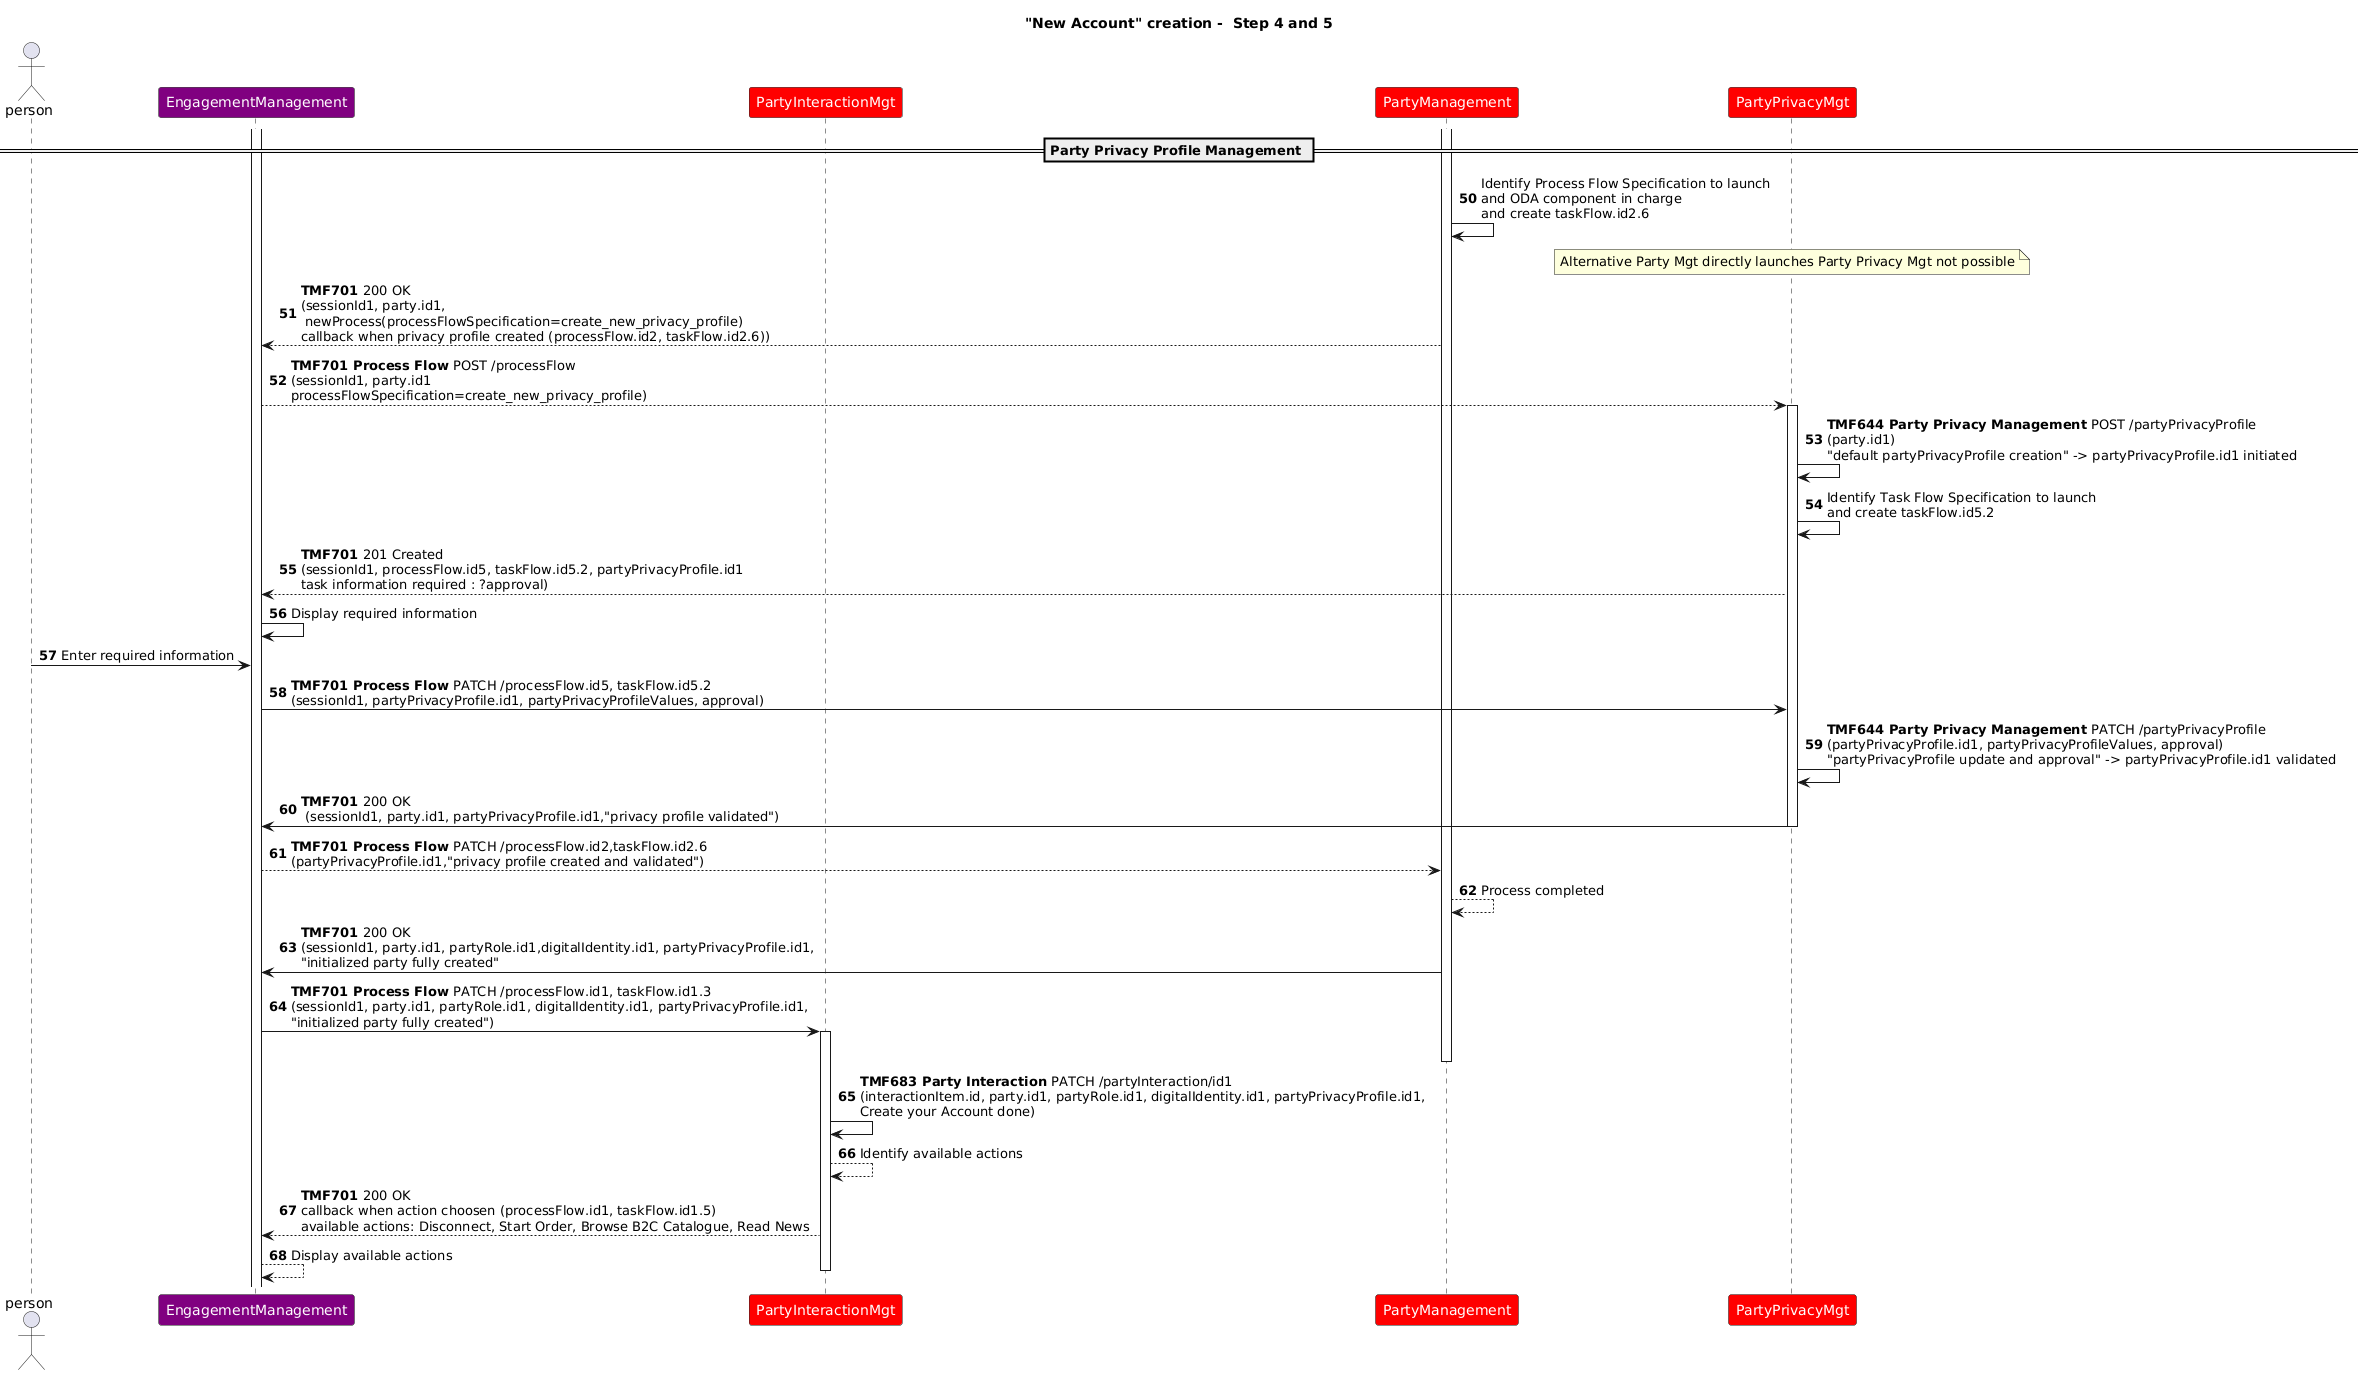 "New Account" creation -  Step 4 and 5
person
EngagementManagement
PartyInteractionMgt
PartyManagement
PartyPrivacyMgt
Party Privacy Profile Management
50 Identify Process Flow Specification to launch
and ODA component in charge
and create taskFlow.id2.6
Alternative Party Mgt directly launches Party Privacy Mgt not possible
51 TMF701 200 OK
(sessionId1, party.id1,
newProcess(processFlowSpecification=create_new_privacy_profile)
callback when privacy profile created (processFlow.id2, taskFlow.id2.6))
52 TMF701 Process Flow POST /processFlow
(sessionId1, party.id1
processFlowSpecification=create_new_privacy_profile)
53 TMF644 Party Privacy Management POST /partyPrivacyProfile
(party.id1)
"default partyPrivacyProfile creation" -> partyPrivacyProfile.id1 initiated
54 Identify Task Flow Specification to launch
and create taskFlow.id5.2
55 TMF701 201 Created
(sessionId1, processFlow.id5, taskFlow.id5.2, partyPrivacyProfile.id1
task information required : ?approval)
56 Display required information
57 Enter required information
58 TMF701 Process Flow PATCH /processFlow.id5, taskFlow.id5.2
(sessionId1, partyPrivacyProfile.id1, partyPrivacyProfileValues, approval)
59 TMF644 Party Privacy Management PATCH /partyPrivacyProfile
(partyPrivacyProfile.id1, partyPrivacyProfileValues, approval)
"partyPrivacyProfile update and approval" -> partyPrivacyProfile.id1 validated
60 TMF701 200 OK
(sessionId1, party.id1, partyPrivacyProfile.id1,"privacy profile validated")
61 TMF701 Process Flow PATCH /processFlow.id2,taskFlow.id2.6
(partyPrivacyProfile.id1,"privacy profile created and validated")
62 Process completed
63 TMF701 200 OK
(sessionId1, party.id1, partyRole.id1,digitalIdentity.id1, partyPrivacyProfile.id1,
"initialized party fully created"
64 TMF701 Process Flow PATCH /processFlow.id1, taskFlow.id1.3
(sessionId1, party.id1, partyRole.id1, digitalIdentity.id1, partyPrivacyProfile.id1,
"initialized party fully created")
65 TMF683 Party Interaction PATCH /partyInteraction/id1
(interactionItem.id, party.id1, partyRole.id1, digitalIdentity.id1, partyPrivacyProfile.id1,
Create your Account done)
66 Identify available actions
67 TMF701 200 OK
callback when action choosen (processFlow.id1, taskFlow.id1.5)
available actions: Disconnect, Start Order, Browse B2C Catalogue, Read News
68 Display available actions
person
EngagementManagement
PartyInteractionMgt
PartyManagement
PartyPrivacyMgt